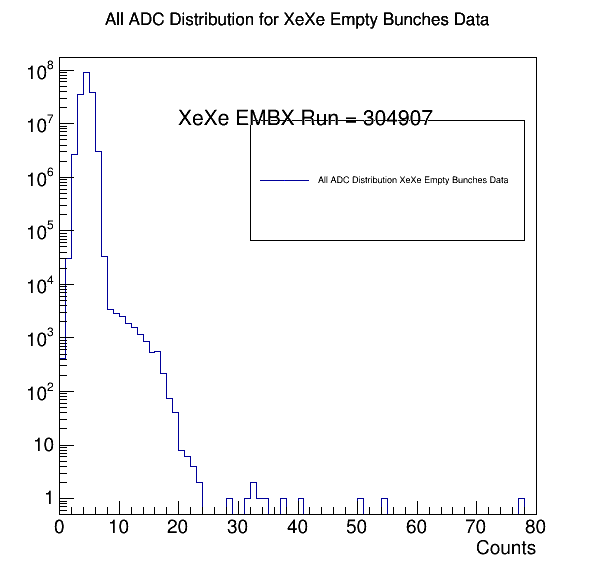 All ADC Distribution for XeXe Empty Bunches Data
10^8
XeXe EMBX Run = 304907
10^7
All ADC Distribution XeXe Empty Bunches Data
10^6
10^5
10^4
10^3
10^2
10
1
0 10 20 30 40 50 60 70 80
Counts